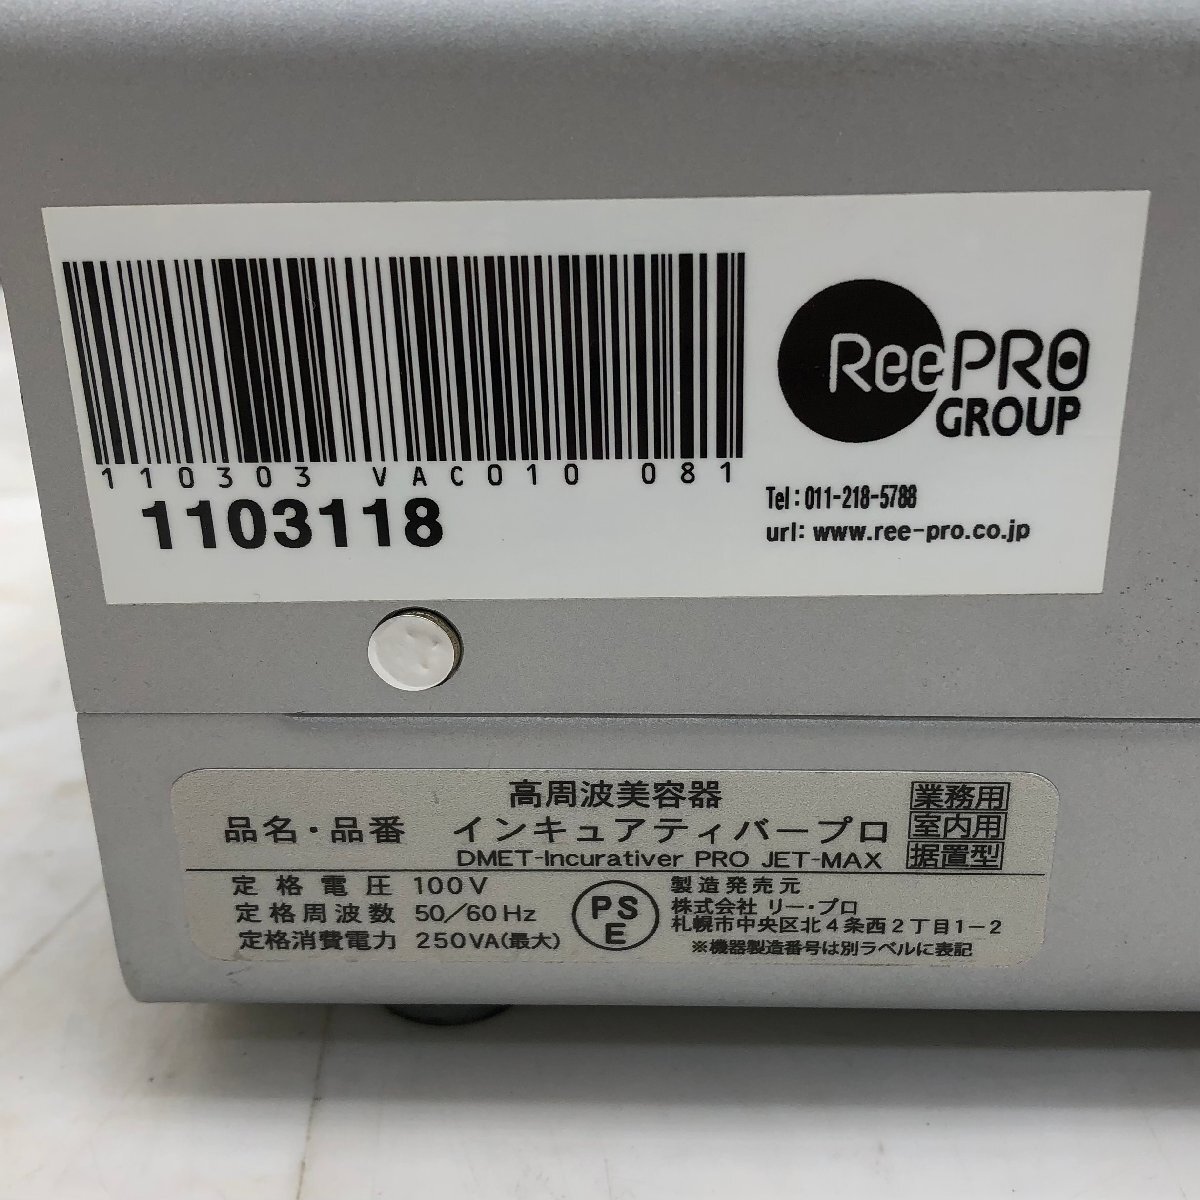 110303 VAC010 081
1103118
ReePRO
GROUP
Tel:011-218-5788
url: www.ree-pro.co.jp
高周波美容器
品名・品番 インキュアティバープロ
DMET-Incurativer PRO JET-MAX
業務用
室内用
据置型
定格電圧 100V
定格周波数 50/60Hz
定格消費電力 250VA(最大)
PS
E
製造発売元
株式会社 リー・プロ
札幌市中央区北4条西2丁目1-2
※機器製造番号は別ラベルに表記